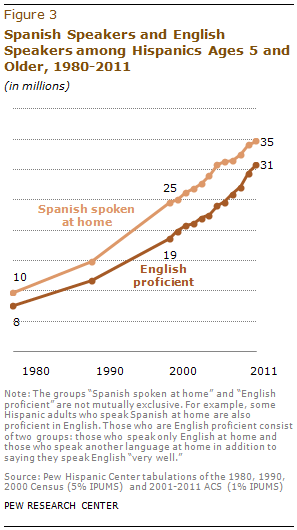 Figure 3
Spanish Speakers and English
Speakers among Hispanics Ages 5 and
Older, 1980-2011
(in millions)
35
31
25
Spanish spoken
at home
19
English
proficient
10
8
1980 1990 2000 2011
Note: The groups “Spanish spoken at home” and “English
proficient” are not mutually exclusive. For example, some
Hispanic adults who speak Spanish at home are also
proficient in English. Those who are English proficient consist
of two groups: those who speak only English at home and
those who speak another language at home in addition to
saying they speak English “very well.”
Source: Pew Hispanic Center tabulations of the 1980, 1990,
2000 Census (5% IPUMS) and 2001-2011 ACS (1% IPUMS)
PEW RESEARCH CENTER